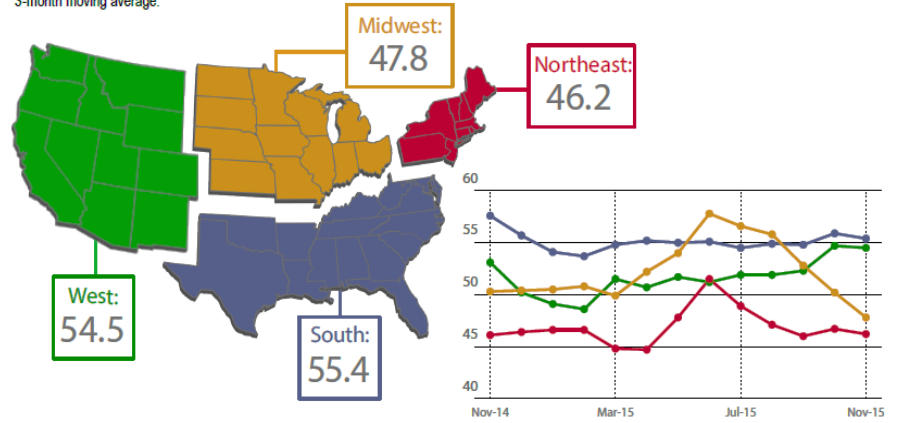 3-month moving average.
Midwest:
47.8
Northeast:
46.2
West:
54.5
South:
55.4
60
55
50
45
40
Nov-14 Mar-15 Jul-15 Nov-15